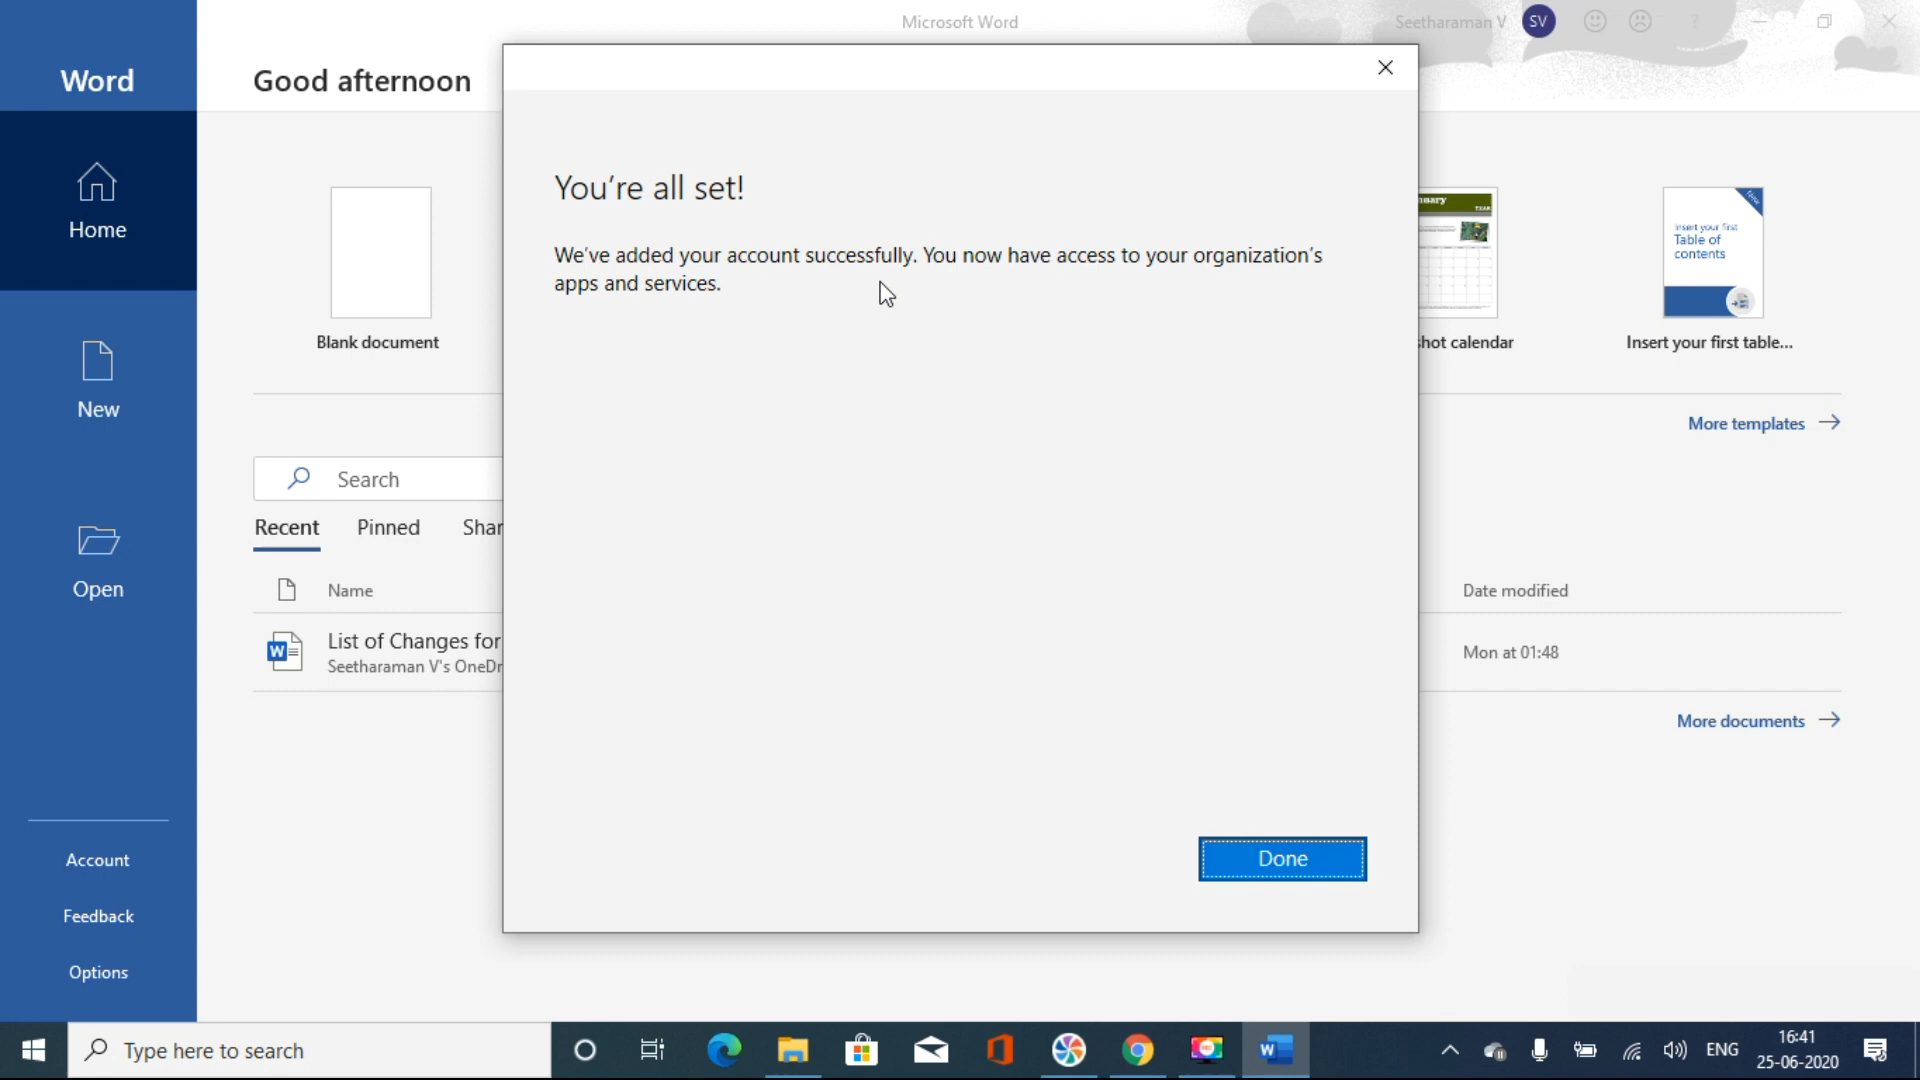 Microsoft Word
Seetharaman V
SV
?
Word
Good afternoon
Home
New
Open
Account
Feedback
Options
Blank document
You're all set!
We've added your account successfully. You now have access to your organization's
apps and services.
Done
Insert your first
Table of
contents
New
hot calendar
Insert your first table...
More templates
Search
Recent
Pinned
Shar
Name
Date modified
W
List of Changes for
Seetharaman V's OneDr
Mon at 01:48
More documents
Type here to search
W
ENG
16:41
25-06-2020